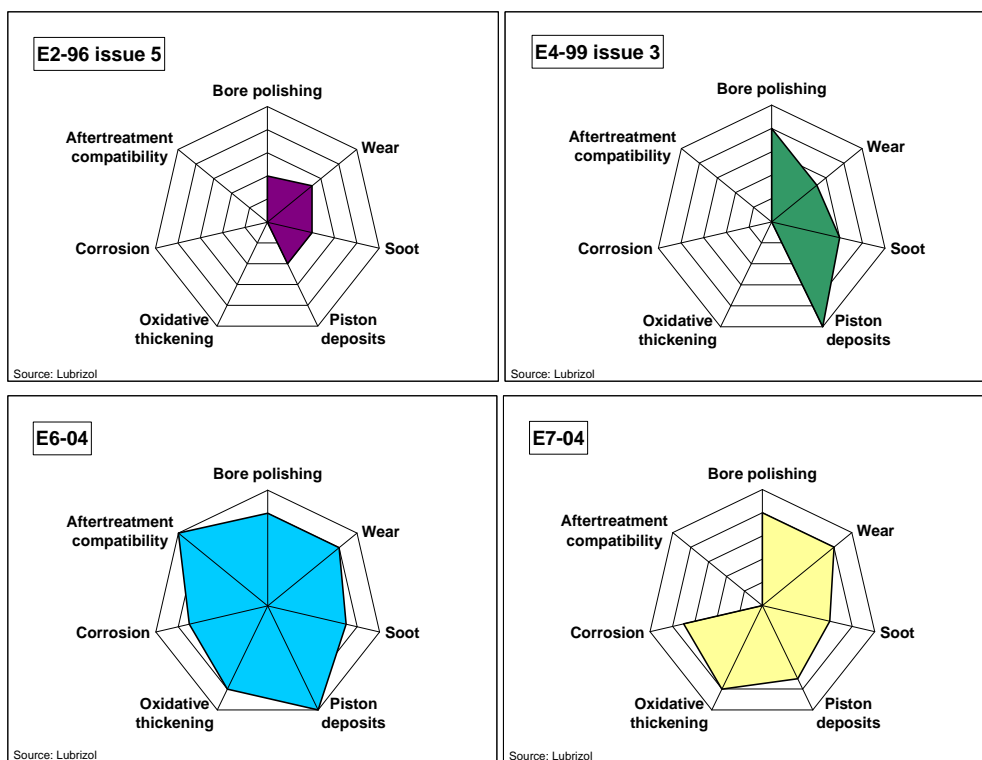 E2-96 issue 5
Bore polishing
Aftertreatment
compatibility
Wear
Corrosion
Soot
Oxidative
thickening
Piston
deposits
Source: Lubrizol
E4-99 issue 3
Bore polishing
Aftertreatment
compatibility
Wear
Corrosion
Soot
Oxidative
thickening
Piston
deposits
Source: Lubrizol
E6-04
Bore polishing
Aftertreatment
compatibility
Wear
Corrosion
Soot
Oxidative
thickening
Piston
deposits
Source: Lubrizol
E7-04
Bore polishing
Aftertreatment
compatibility
Wear
Corrosion
Soot
Oxidative
thickening
Piston
deposits
Source: Lubrizol